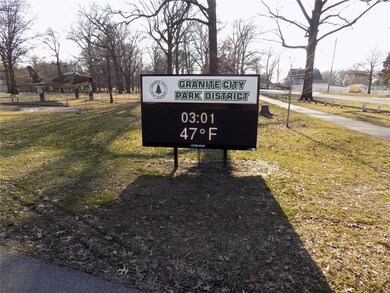 GRANITE CITY
PARK DISTRICT
03:01
47°F